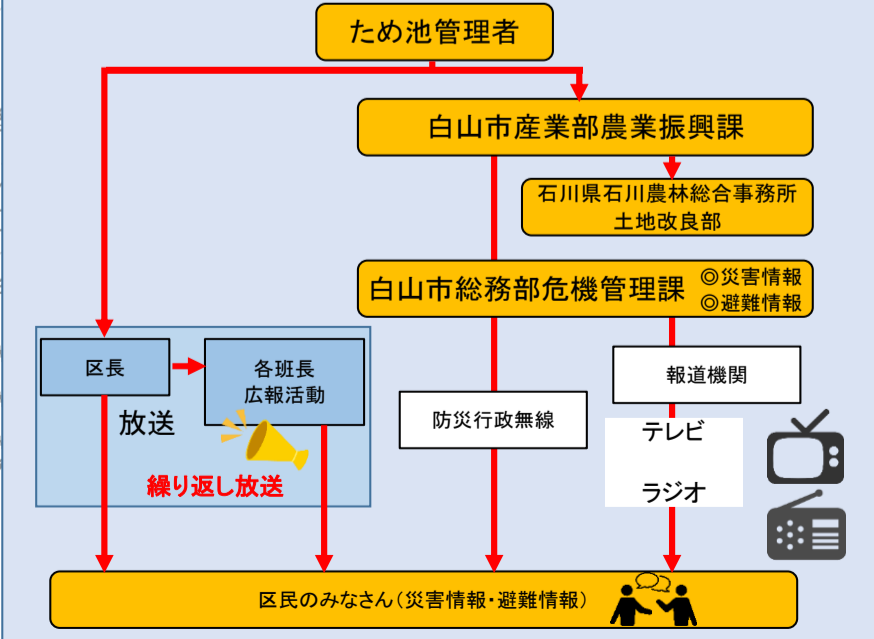 ため池管理者
白山市産業部農業振興課
石川県石川農林総合事務所
土地改良部
白山市総務部危機管理課
◎災害情報
◎避難情報
区長
各班長
広報活動
放送
繰り返し放送
防災行政無線
報道機関
テレビ
ラジオ
区民のみなさん（災害情報・避難情報）